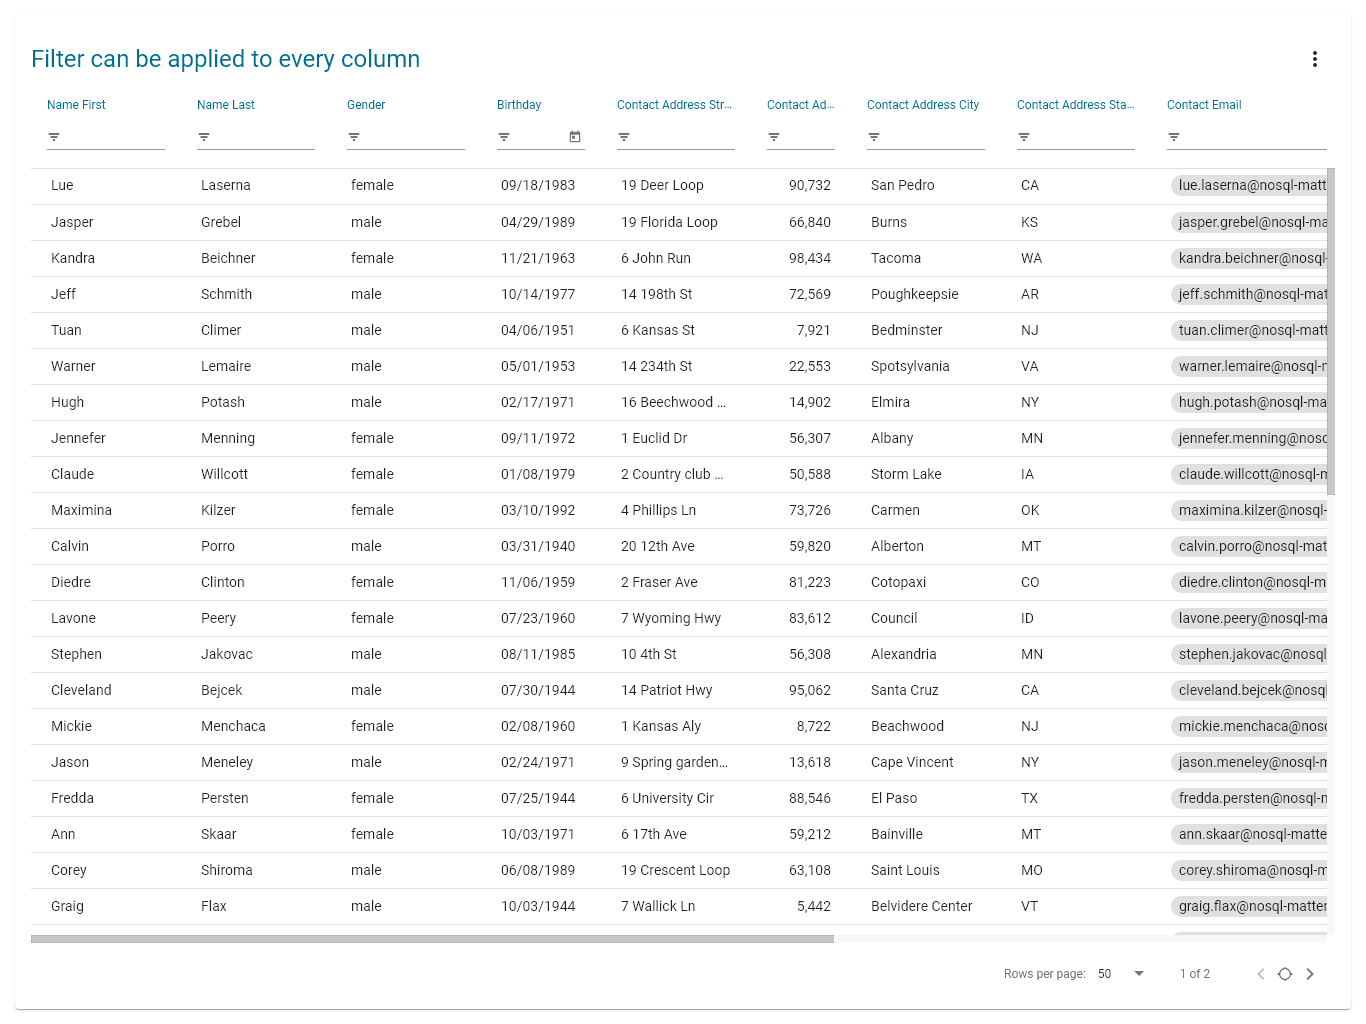 Filter can be applied to every column
Name First Name Last Gender Birthday Contact Address Str... Contact Ad... Contact Address City Contact Address Sta... Contact Email
Lue Laserna female 09/18/1983 19 Deer Loop 90,732 San Pedro CA lue.laserna@nosql-matt
Jasper Grebel male 04/29/1989 19 Florida Loop 66,840 Burns KS jasper.grebel@nosql-ma
Kandra Beichner female 11/21/1963 6 John Run 98,434 Tacoma WA kandra.beichner@nosql-
Jeff Schmith male 10/14/1977 14 198th St 72,569 Poughkeepsie AR jeff.schmith@nosql-mat
Tuan Climer male 04/06/1951 6 Kansas St 7,921 Bedminster NJ tuan.climer@nosql-matt
Warner Lemaire male 05/01/1953 14 234th St 22,553 Spotsylvania VA warner.lemaire@nosql-m
Hugh Potash male 02/17/1971 16 Beechwood ... 14,902 Elmira NY hugh.potash@nosql-ma
Jennefer Menning female 09/11/1972 1 Euclid Dr 56,307 Albany MN jennefer.menning@nosq
Claude Willcott female 01/08/1979 2 Country club ... 50,588 Storm Lake IA claude.willcott@nosql-m
Maximina Kilzer female 03/10/1992 4 Phillips Ln 73,726 Carmen OK maximina.kilzer@nosql-
Calvin Porro male 03/31/1940 20 12th Ave 59,820 Alberton MT calvin.porro@nosql-mat
Diedre Clinton female 11/06/1959 2 Fraser Ave 81,223 Cotopaxi CO diedre.clinton@nosql-m
Lavone Peery female 07/23/1960 7 Wyoming Hwy 83,612 Council ID lavone.peery@nosql-ma
Stephen Jakovac male 08/11/1985 10 4th St 56,308 Alexandria MN stephen.jakovac@nosql
Cleveland Bejcek male 07/30/1944 14 Patriot Hwy 95,062 Santa Cruz CA cleveland.bejcek@nosql
Mickie Menchaca female 02/08/1960 1 Kansas Aly 8,722 Beachwood NJ mickie.menchaca@nosq
Jason Meneley male 02/24/1971 9 Spring garden... 13,618 Cape Vincent NY jason.meneley@nosql-m
Fredda Persten female 07/25/1944 6 University Cir 88,546 El Paso TX fredda.persten@nosql-m
Ann Skaar female 10/03/1971 6 17th Ave 59,212 Bainville MT ann.skaar@nosql-matte
Corey Shiroma male 06/08/1989 19 Crescent Loop 63,108 Saint Louis MO corey.shiroma@nosql-m
Graig Flax male 10/03/1944 7 Wallick Ln 5,442 Belvidere Center VT graig.flax@nosql-matter
Rows per page: 50 1 of 2